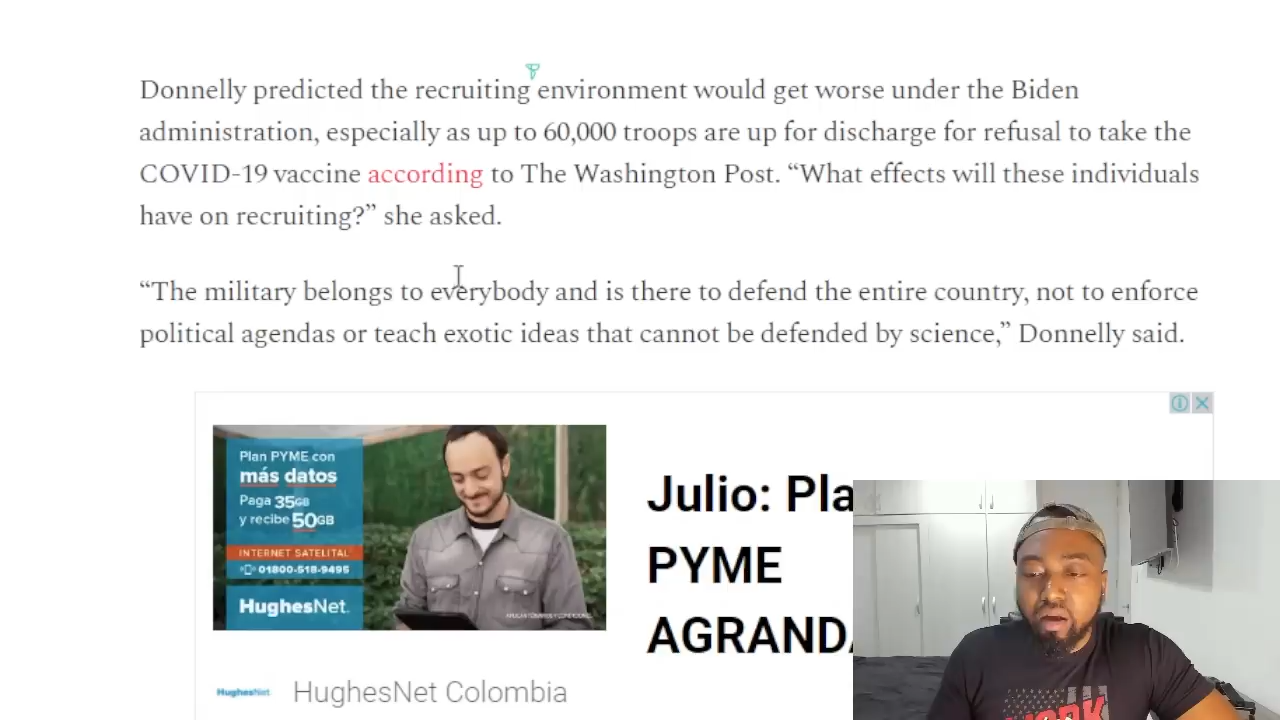 Donnelly predicted the recruiting environment would get worse under the Biden
administration, especially as up to 60,000 troops are up for discharge for refusal to take the
COVID-19 vaccine according to The Washington Post. “What effects will these individuals
have on recruiting?” she asked.
“The military belongs to everybody and is there to defend the entire country, not to enforce
political agendas or teach exotic ideas that cannot be defended by science,” Donnelly said.
Plan PYME con
más datos
Paga 35GB
y recibe 50GB
INTERNET SATELITAL
01800-518-9495
HughesNet.
Julio: Pla
PYME
AGRANDA
HughesNet
HughesNet Colombia
WORK